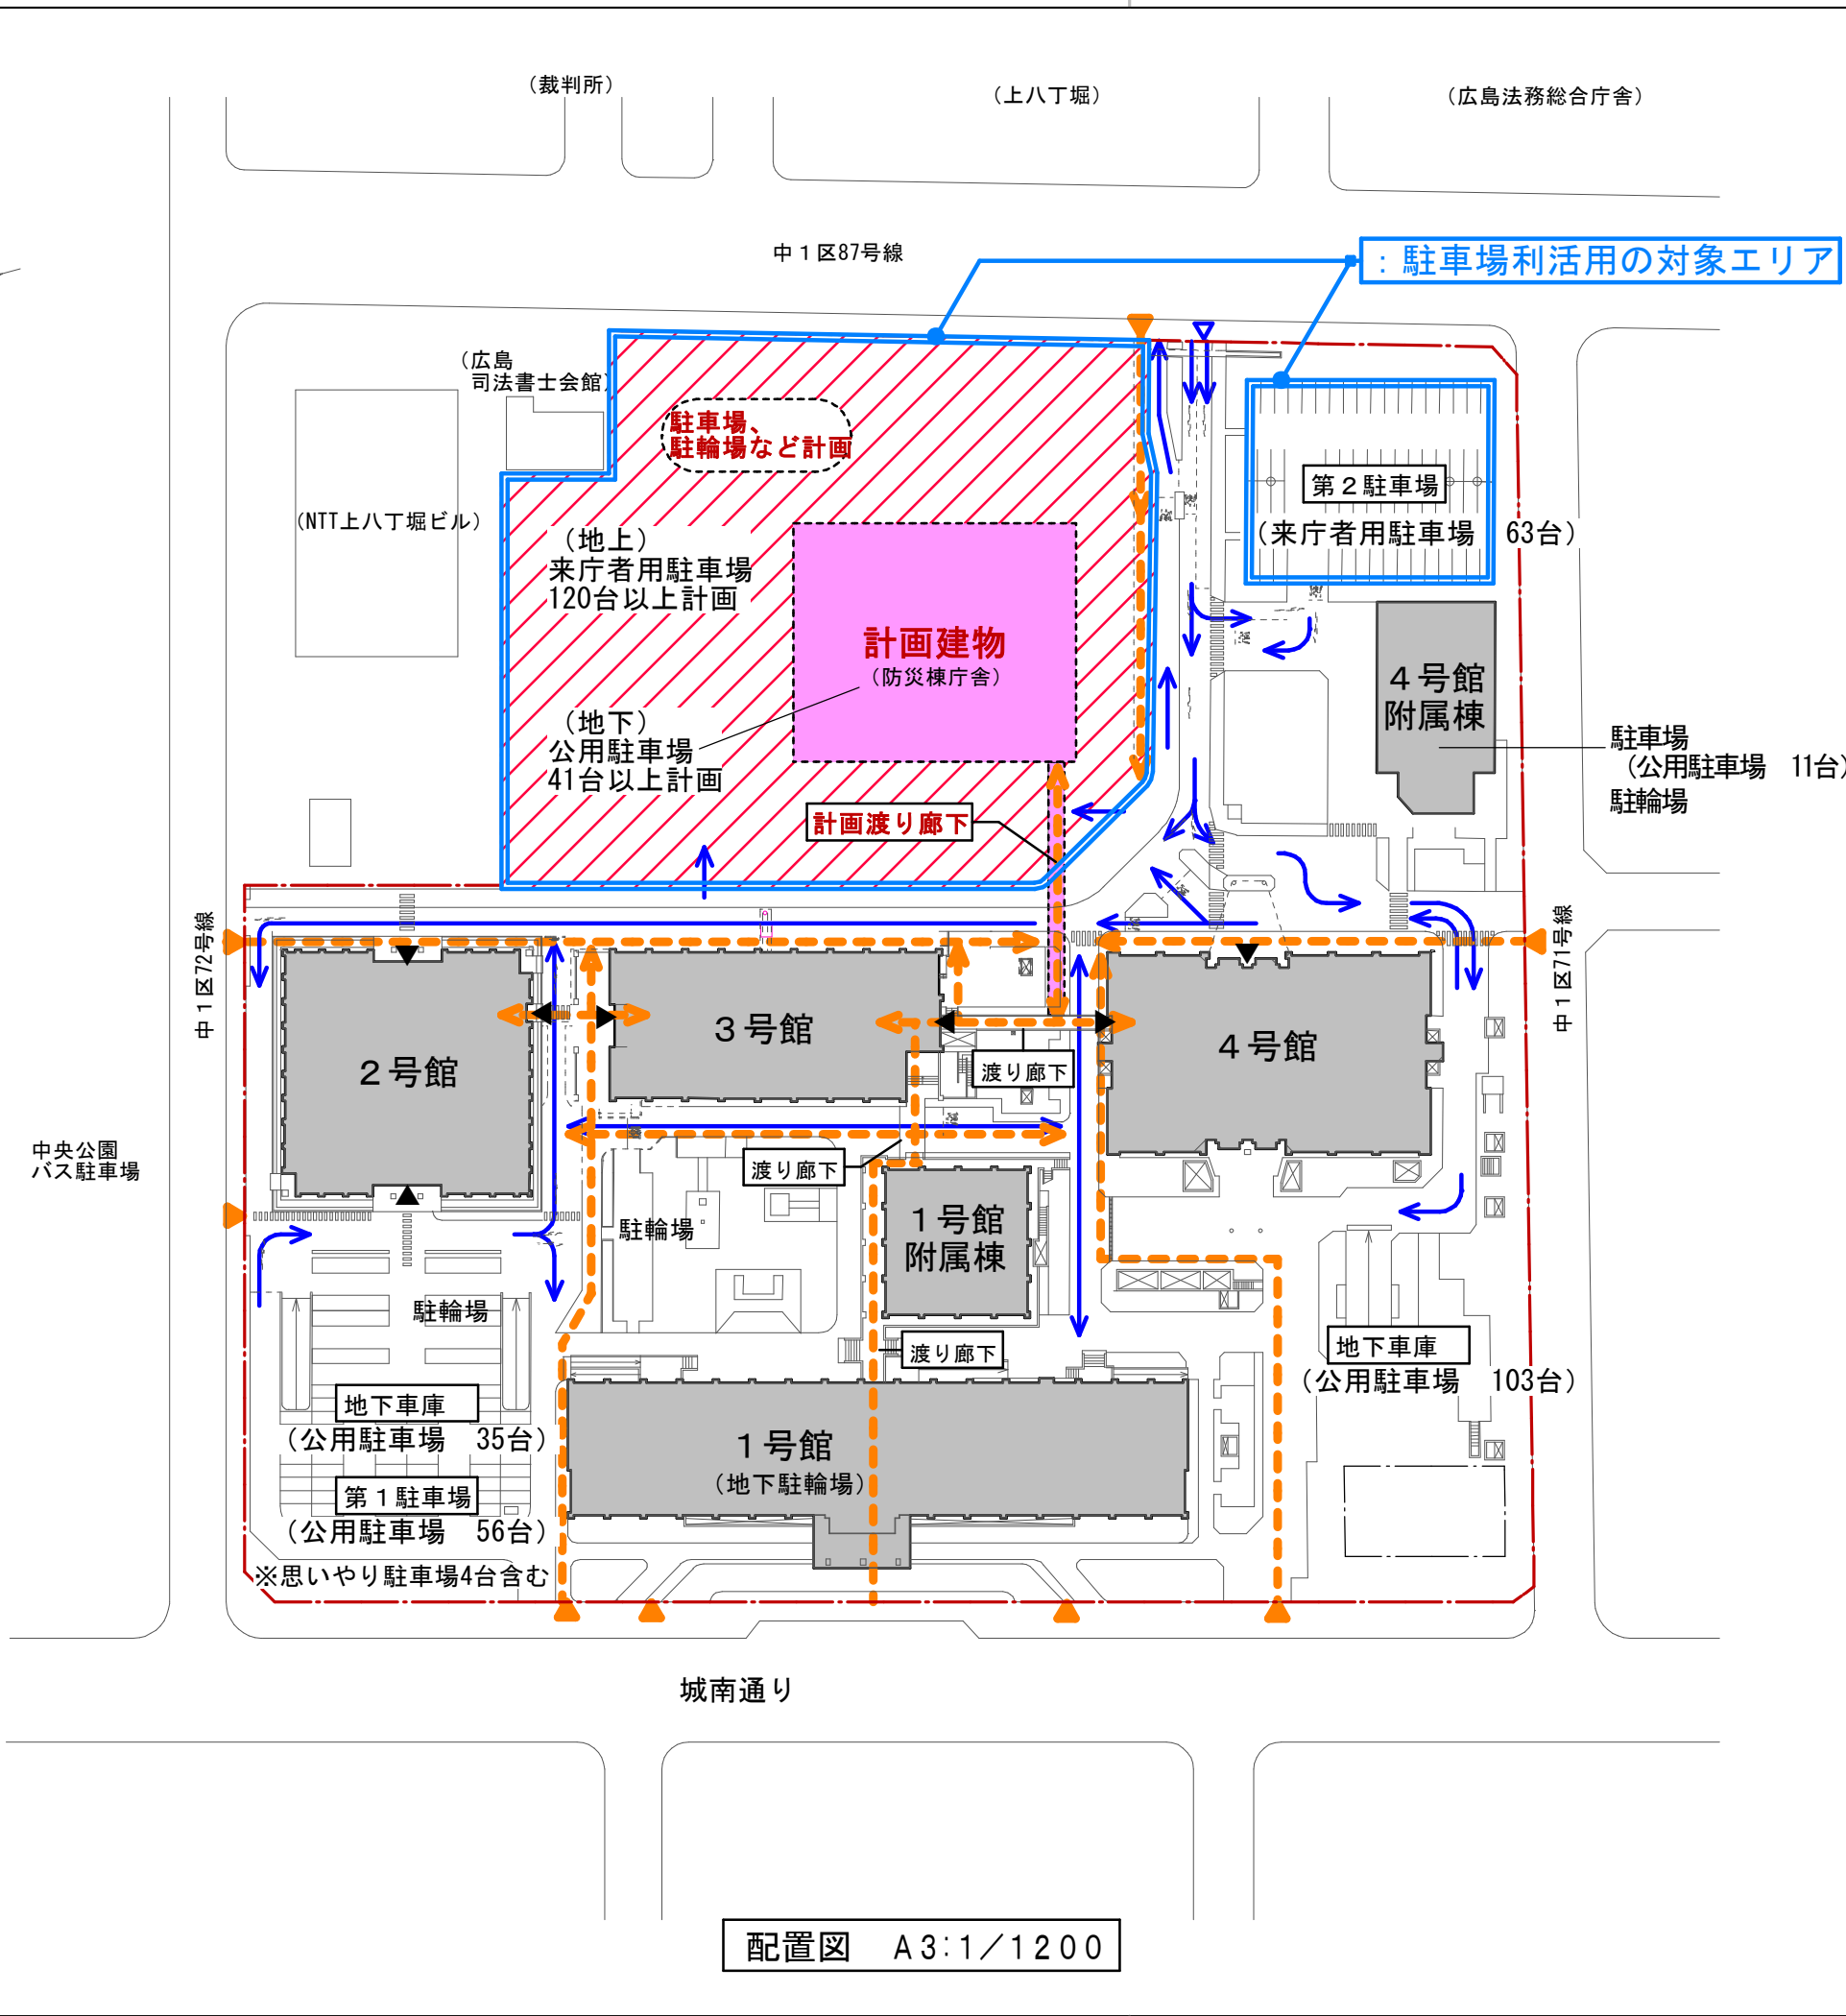 （裁判所）
（上八丁堀）
（広島法務総合庁舎）
中１区87号線
：駐車場利活用の対象エリア
（広島
司法書士会館）
駐車場、
駐輪場など計画
（NTT上八丁堀ビル）
第２駐車場
（来庁者用駐車場　63台）
（地上）
来庁者用駐車場
120台以上計画
計画建物
（防災棟庁舎）
４号館
附属棟
（地下）
公用駐車場
41台以上計画
駐車場
（公用駐車場　11台）
駐輪場
計画渡り廊下
中１区72号線
中１区71号線
２号館
３号館
４号館
渡り廊下
中央公園
バス駐車場
渡り廊下
駐輪場
１号館
附属棟
駐輪場
渡り廊下
地下車庫
（公用駐車場　103台）
地下車庫
（公用駐車場　35台）
１号館
（地下駐輪場）
第１駐車場
（公用駐車場　56台）
※思いやり駐車場4台含む
城南通り
配置図　Ａ3：１／１２００